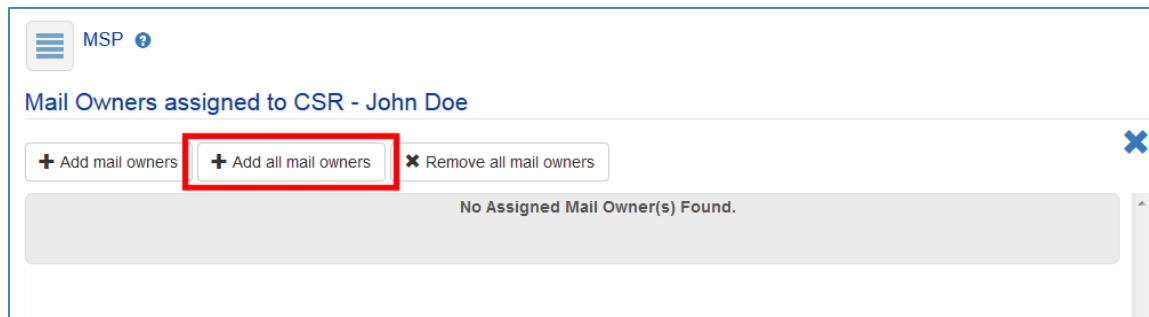 MSP ?
Mail Owners assigned to CSR - John Doe
Add mail owners Add all mail owners Remove all mail owners
No Assigned Mail Owner(s) Found.